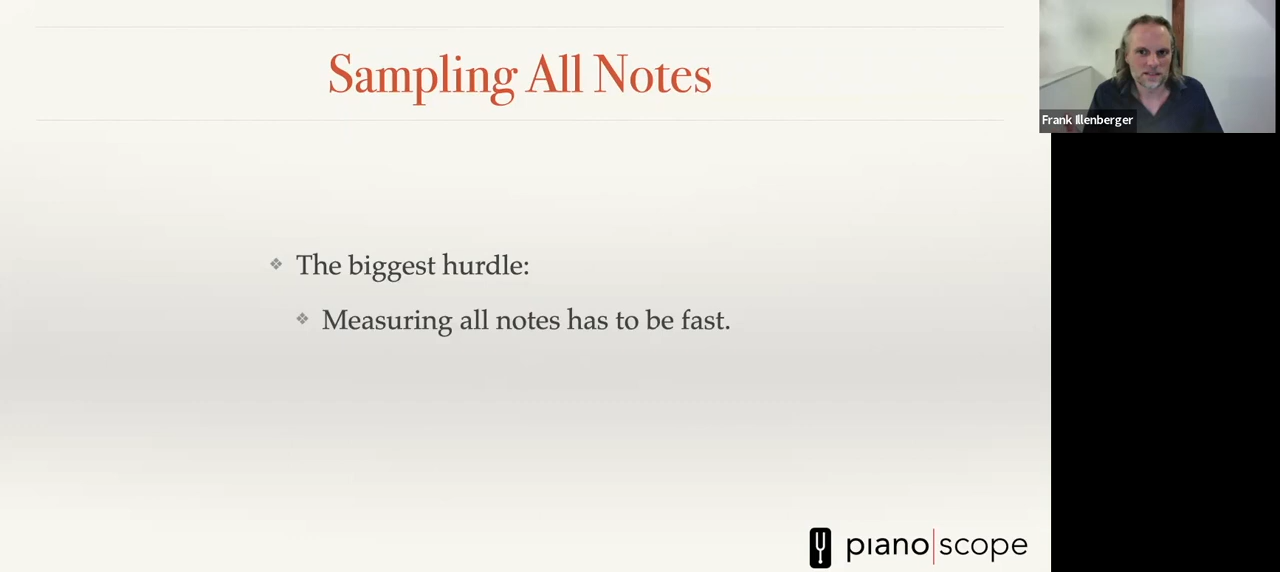 Sampling All Notes
Frank Illenberger
The biggest hurdle:
Measuring all notes has to be fast.
piano|scope